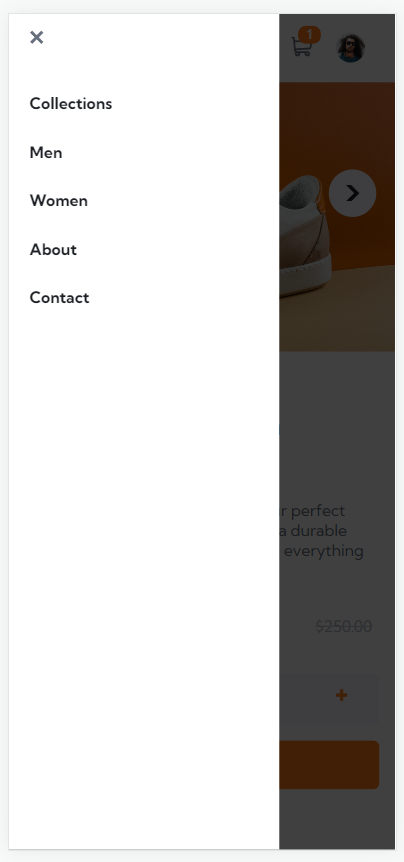 1
Collections
Men
Women
About
Contact
r perfect
a durable
everything
$250.00